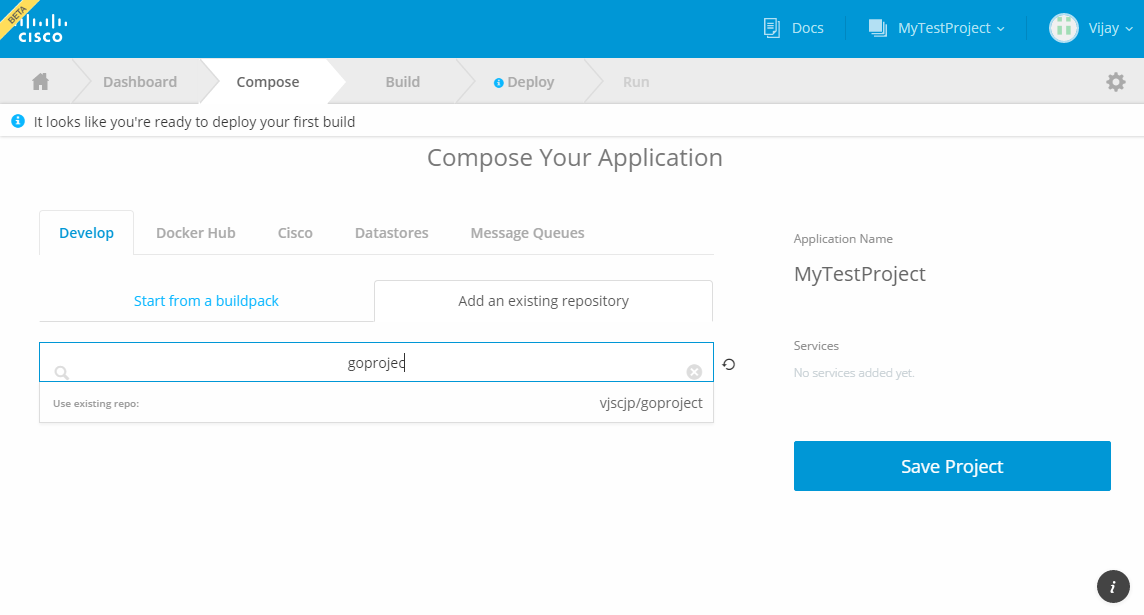 BETA
CISCO
Docs
MyTestProject
Vijay
Dashboard
Compose
Build
Deploy
Run
It looks like you're ready to deploy your first build
Compose Your Application
Develop
Docker Hub
Cisco
Datastores
Message Queues
Start from a buildpack
Add an existing repository
goprojec
Use existing repo:
vjscjp/goproject
Application Name
MyTestProject
Services
No services added yet.
Save Project
i